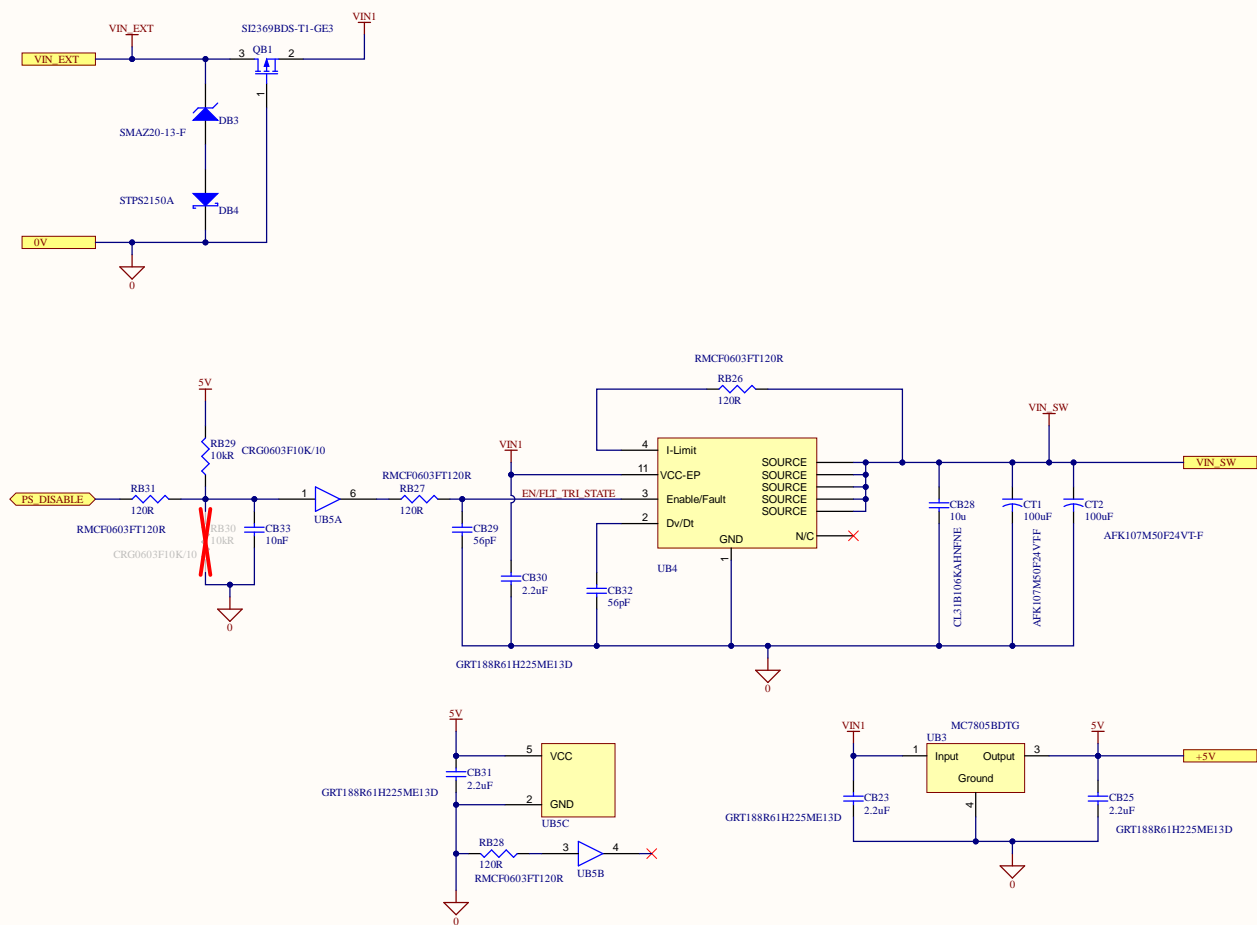 VIN_EXT
SI2369BDS-T1-GE3
VIN1
VIN_EXT
3
QB1
2
1
DB3
SMAZ20-13-F
STPS2150A
DB4
0V
0
RMCF0603FT120R
RB26
120R
5V
VIN_SW
RB29
10kR
CRG0603F10K/10
VIN1
4
I-Limit
SOURCE
SOURCE
SOURCE
SOURCE
SOURCE
VIN_SW
11
VCC-EP
RMCF0603FT120R
RB31
PS_DISABLE
120R
1
6
UB5A
RB27
120R
EN/FLT_TRI_STATE
3
Enable/Fault
2
Dv/Dt
GND
1
N/C
UB4
RMCF0603FT120R
RB30
10kR
CRG0603F10K/10
CB33
10nF
CB29
56pF
CB28
10u
CT1
100uF
CT2
100uF
AFK107M50F24VT-F
CL31B106KAHNFNE
AFK107M50F24VT-F
CB30
2.2uF
CB32
56pF
0
GRT188R61H225ME13D
0
5V
5
VCC
CB31
2.2uF
GRT188R61H225ME13D
2
GND
UB5C
RB28
120R
RMCF0603FT120R
3
4
UB5B
0
VIN1
MC7805BDTG
UB3
5V
1
Input
Output
3
+5V
Ground
4
CB23
2.2uF
GRT188R61H225ME13D
CB25
2.2uF
GRT188R61H225ME13D
0